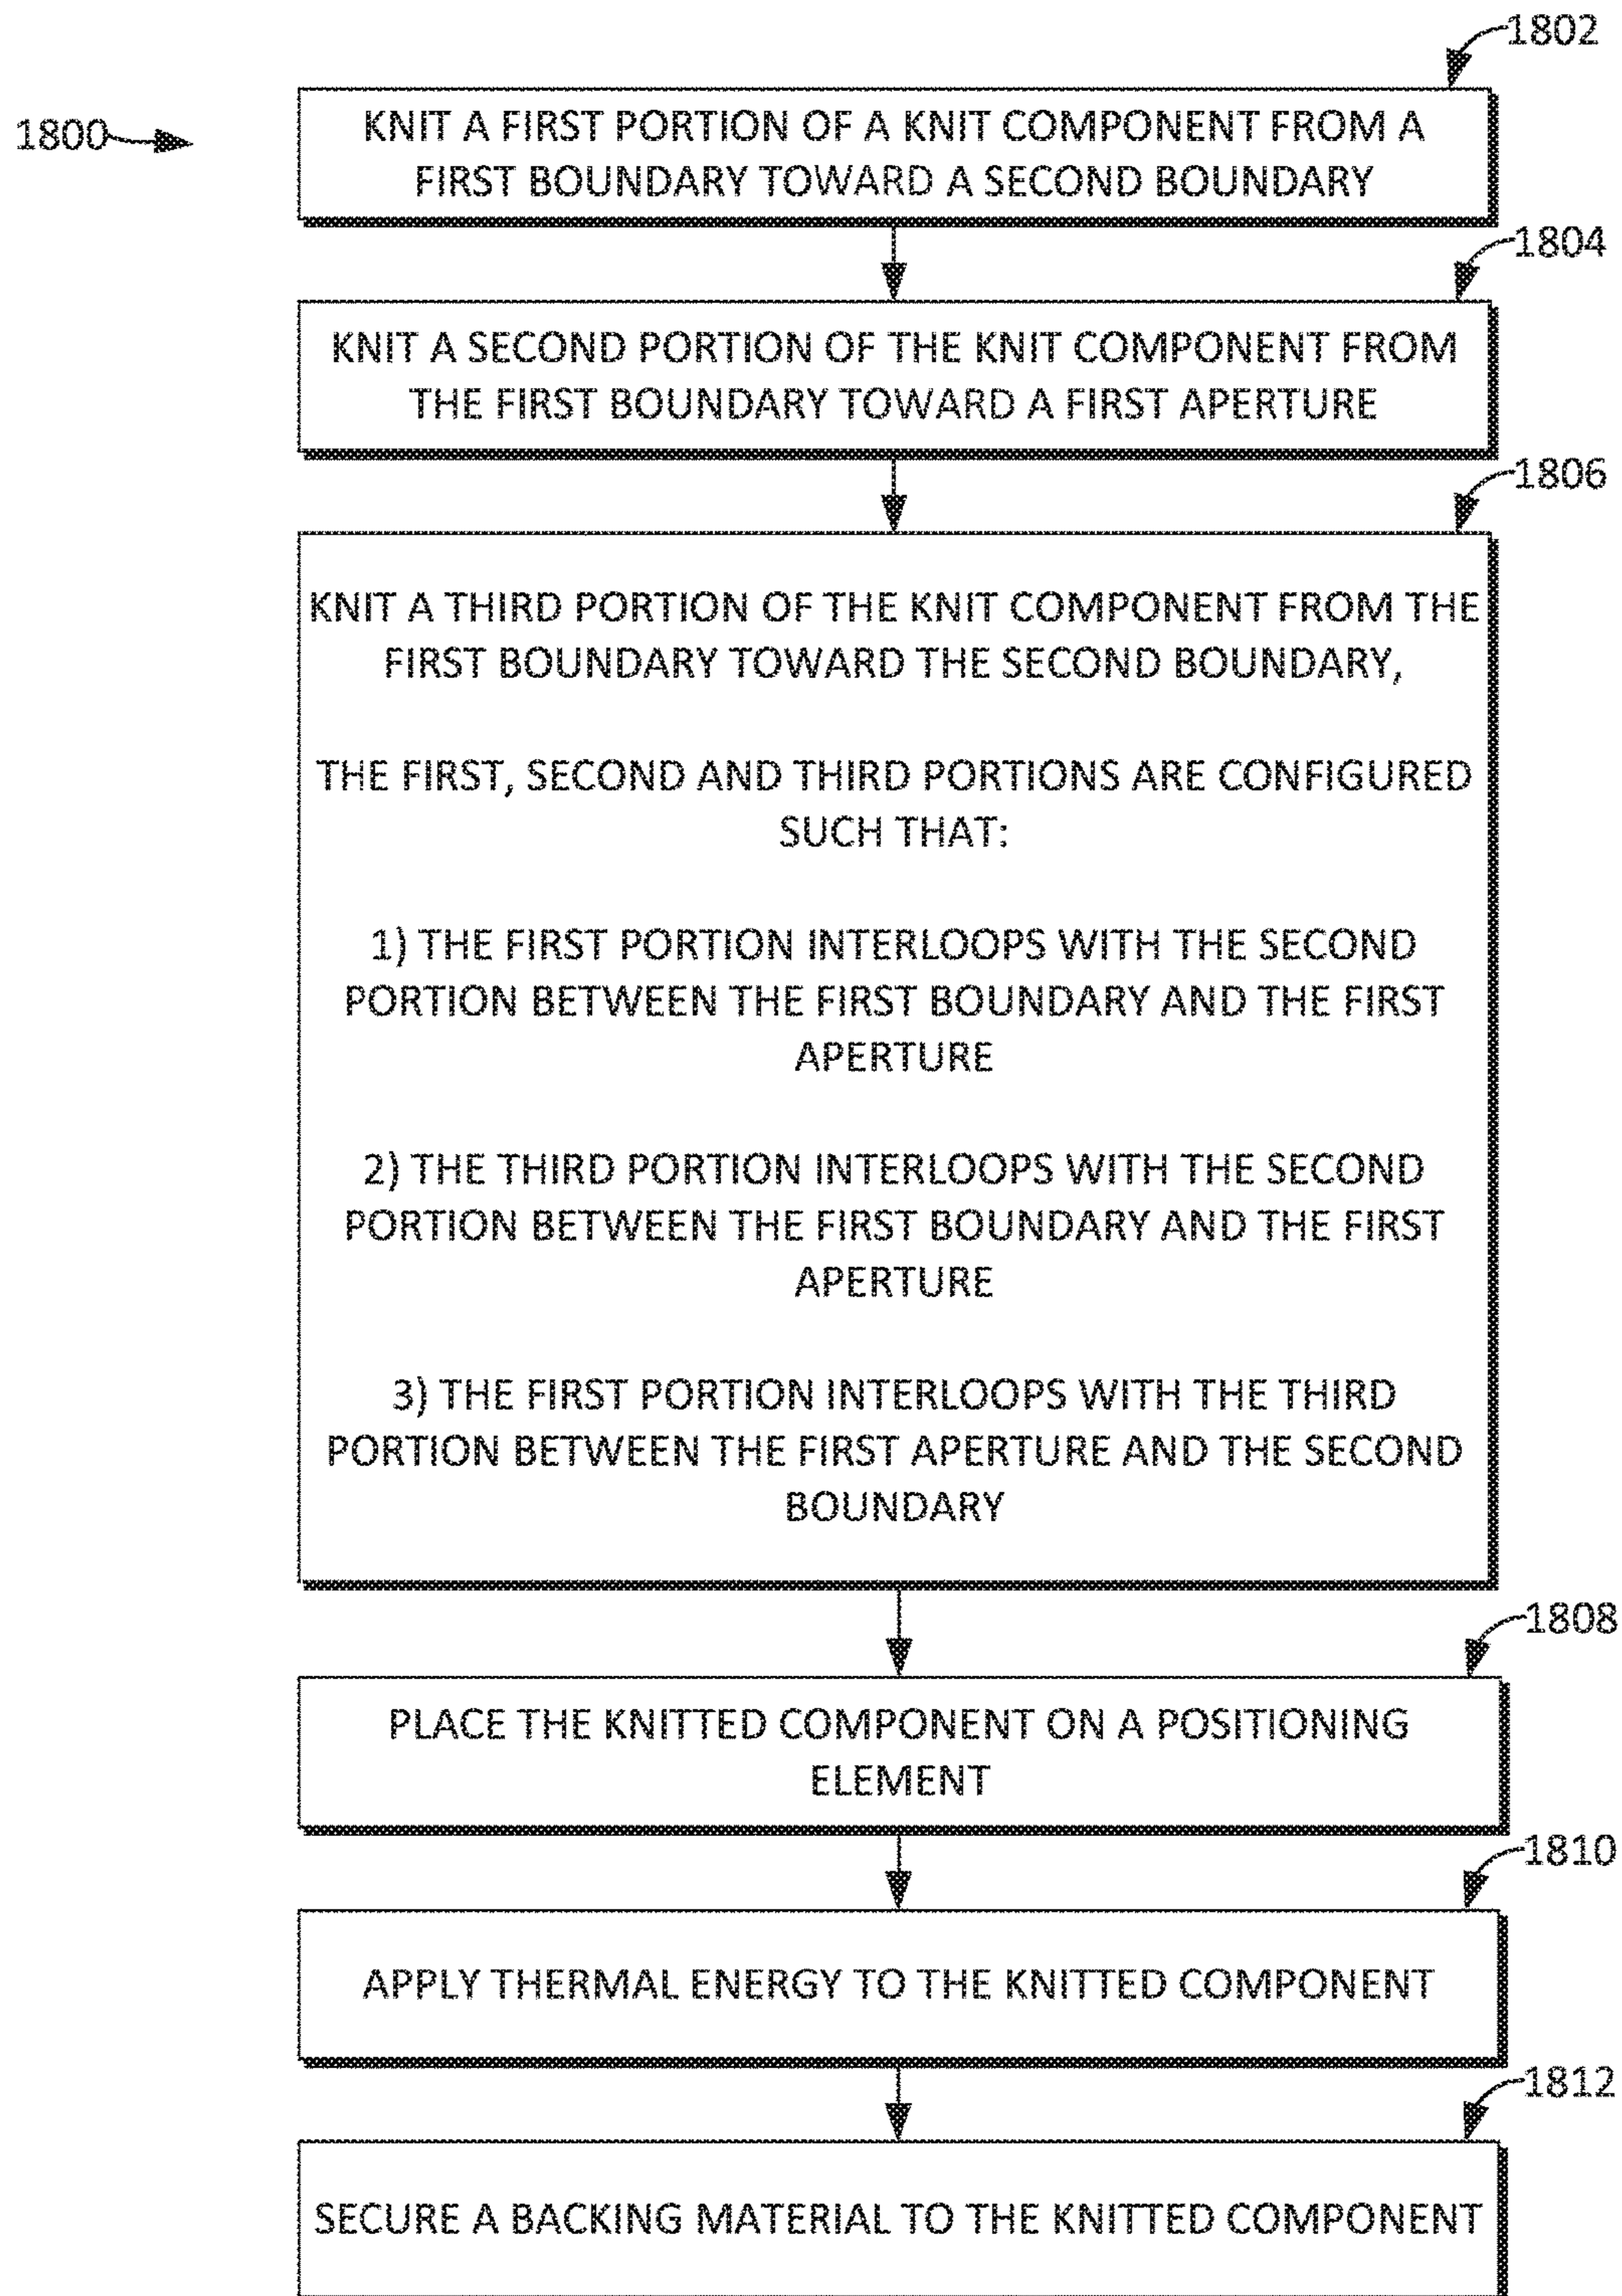 1802
1800
KNIT A FIRST PORTION OF A KNIT COMPONENT FROM A
FIRST BOUNDARY TOWARD A SECOND BOUNDARY
1804
KNIT A SECOND PORTION OF THE KNIT COMPONENT FROM
THE FIRST BOUNDARY TOWARD A FIRST APERTURE
1806
KNIT A THIRD PORTION OF THE KNIT COMPONENT FROM THE
FIRST BOUNDARY TOWARD THE SECOND BOUNDARY,
THE FIRST, SECOND AND THIRD PORTIONS ARE CONFIGURED
SUCH THAT:
1) THE FIRST PORTION INTERLOOPS WITH THE SECOND
PORTION BETWEEN THE FIRST BOUNDARY AND THE FIRST
APERTURE
2) THE THIRD PORTION INTERLOOPS WITH THE SECOND
PORTION BETWEEN THE FIRST BOUNDARY AND THE FIRST
APERTURE
3) THE FIRST PORTION INTERLOOPS WITH THE THIRD
PORTION BETWEEN THE FIRST APERTURE AND THE SECOND
BOUNDARY
1808
PLACE THE KNITTED COMPONENT ON A POSITIONING
ELEMENT
1810
APPLY THERMAL ENERGY TO THE KNITTED COMPONENT
1812
SECURE A BACKING MATERIAL TO THE KNITTED COMPONENT